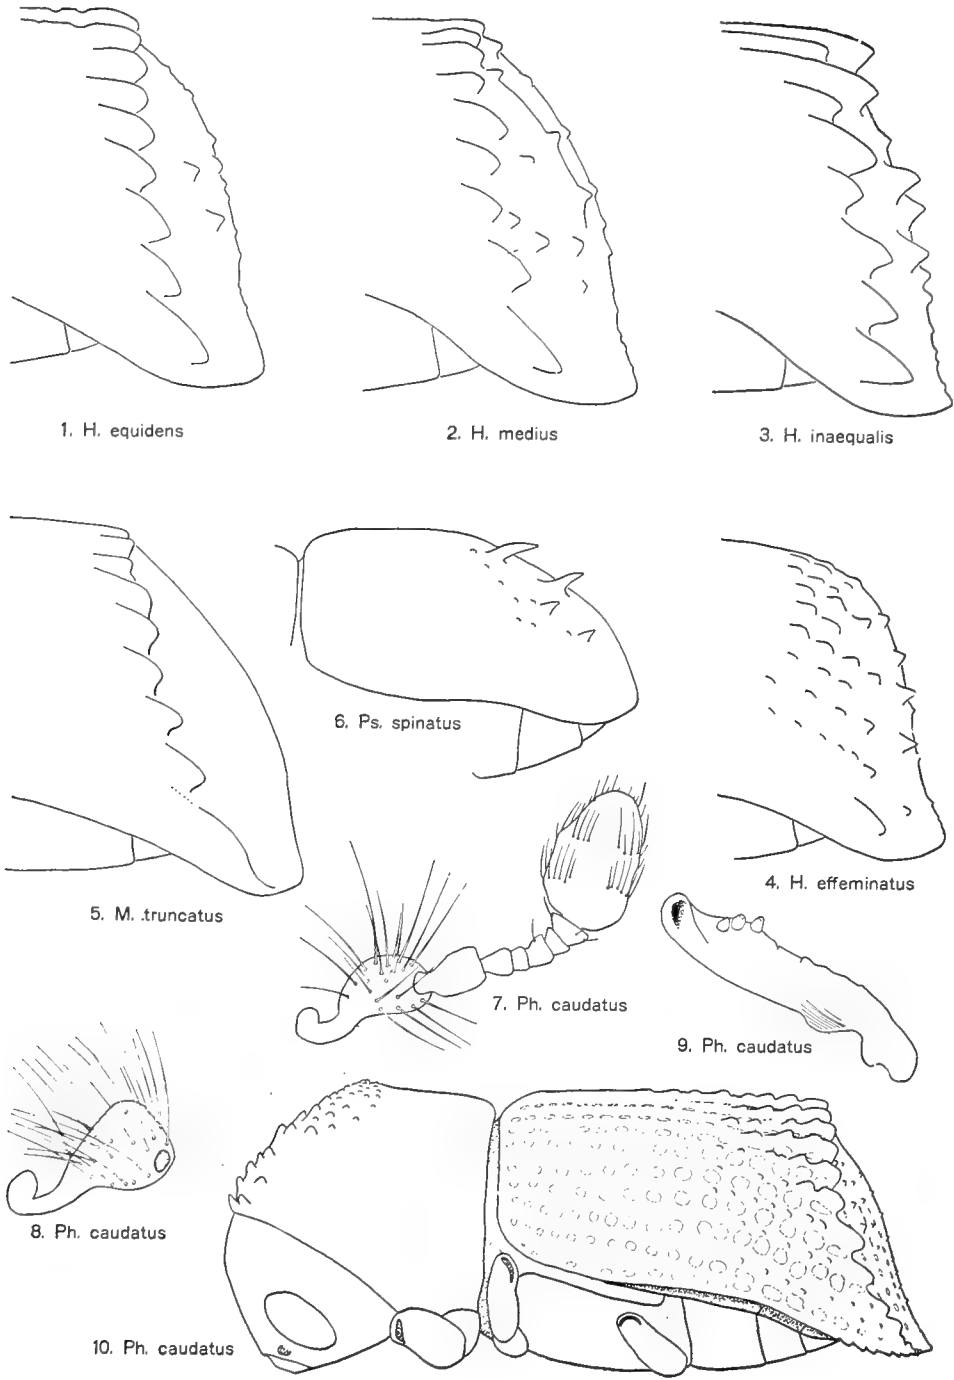 1. H. equidens
2. H. medius
3. H. inaequalis
6. Ps. spinatus
4. H. effeminatus
5. M. .truncatus
7. Ph. caudatus
9. Ph. caudatus
8. Ph. caudatus
10. Ph. caudatus